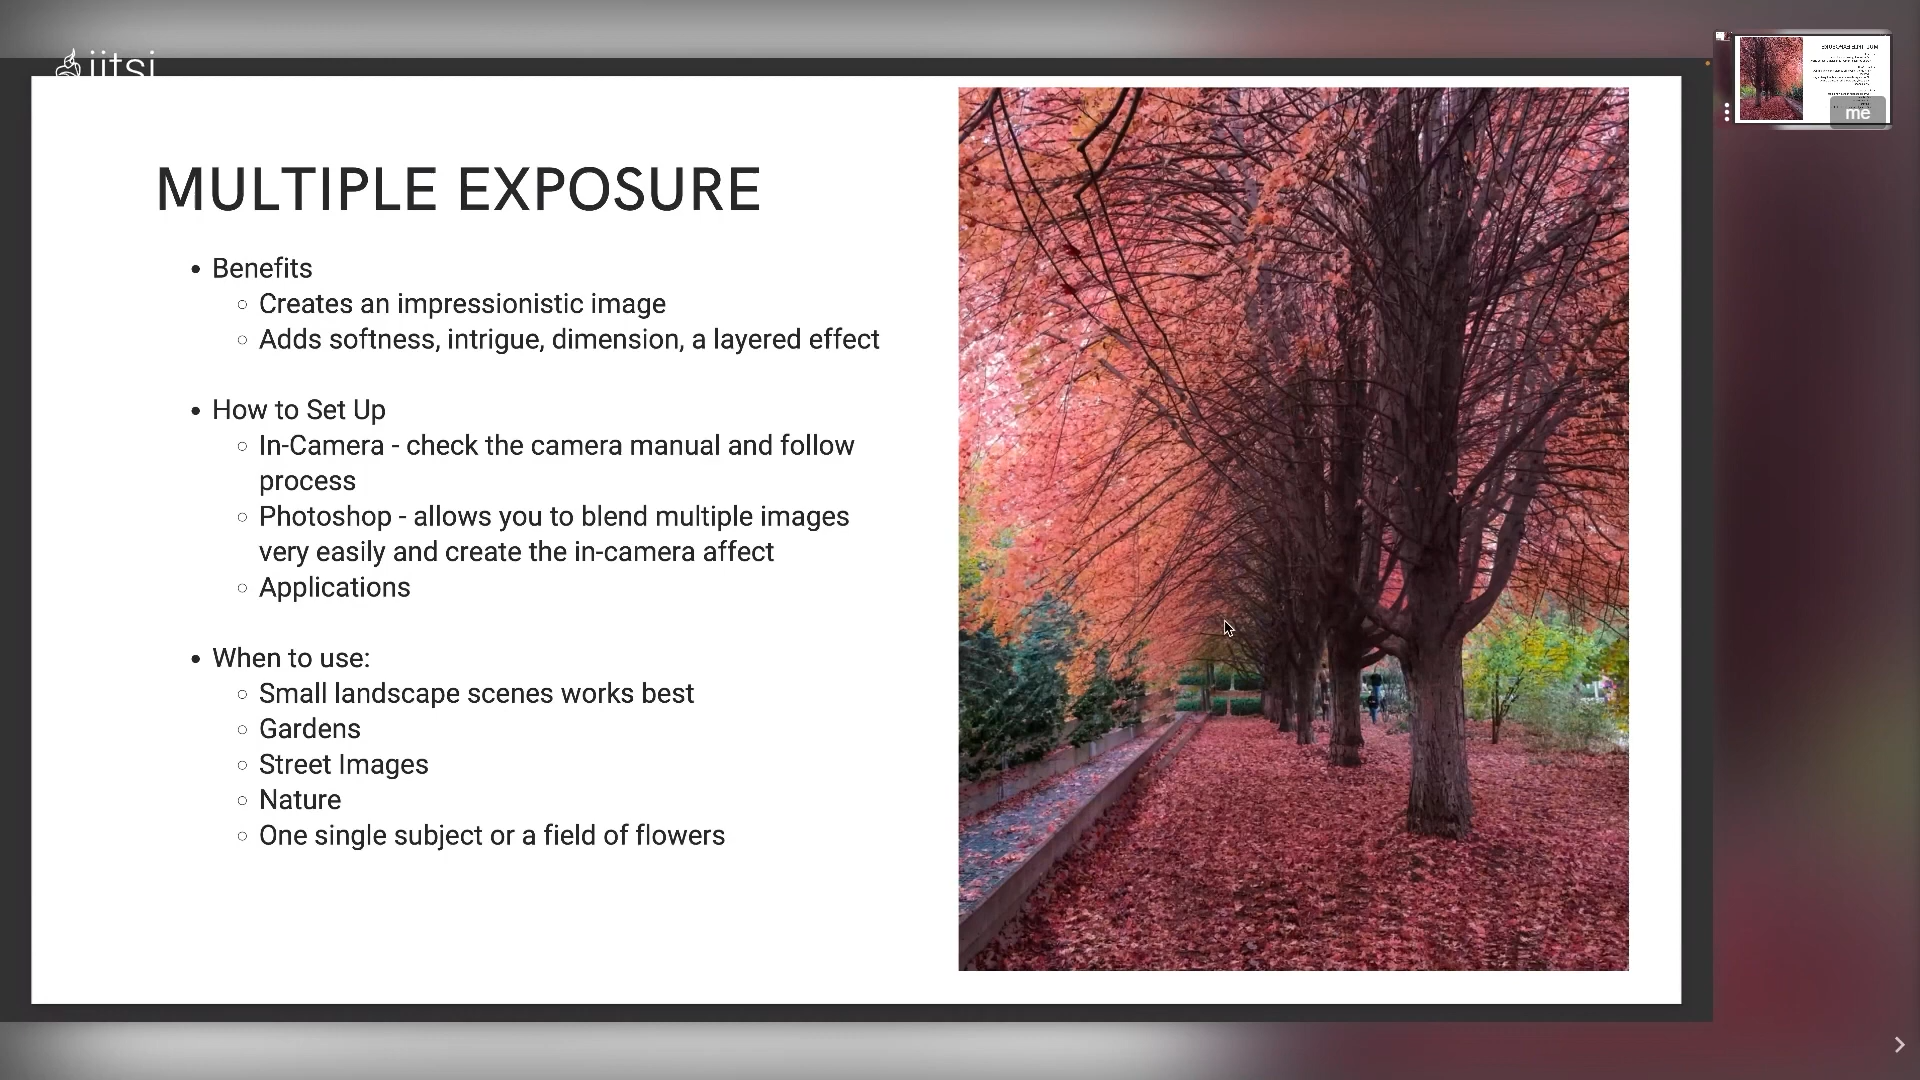 jitsi
MULTIPLE EXPOSURE
• Benefits
○ Creates an impressionistic image
○ Adds softness, intrigue, dimension, a layered effect
• How to Set Up
○ In-Camera - check the camera manual and follow
process
○ Photoshop - allows you to blend multiple images
very easily and create the in-camera affect
○ Applications
• When to use:
○ Small landscape scenes works best
○ Gardens
○ Street Images
○ Nature
○ One single subject or a field of flowers
me